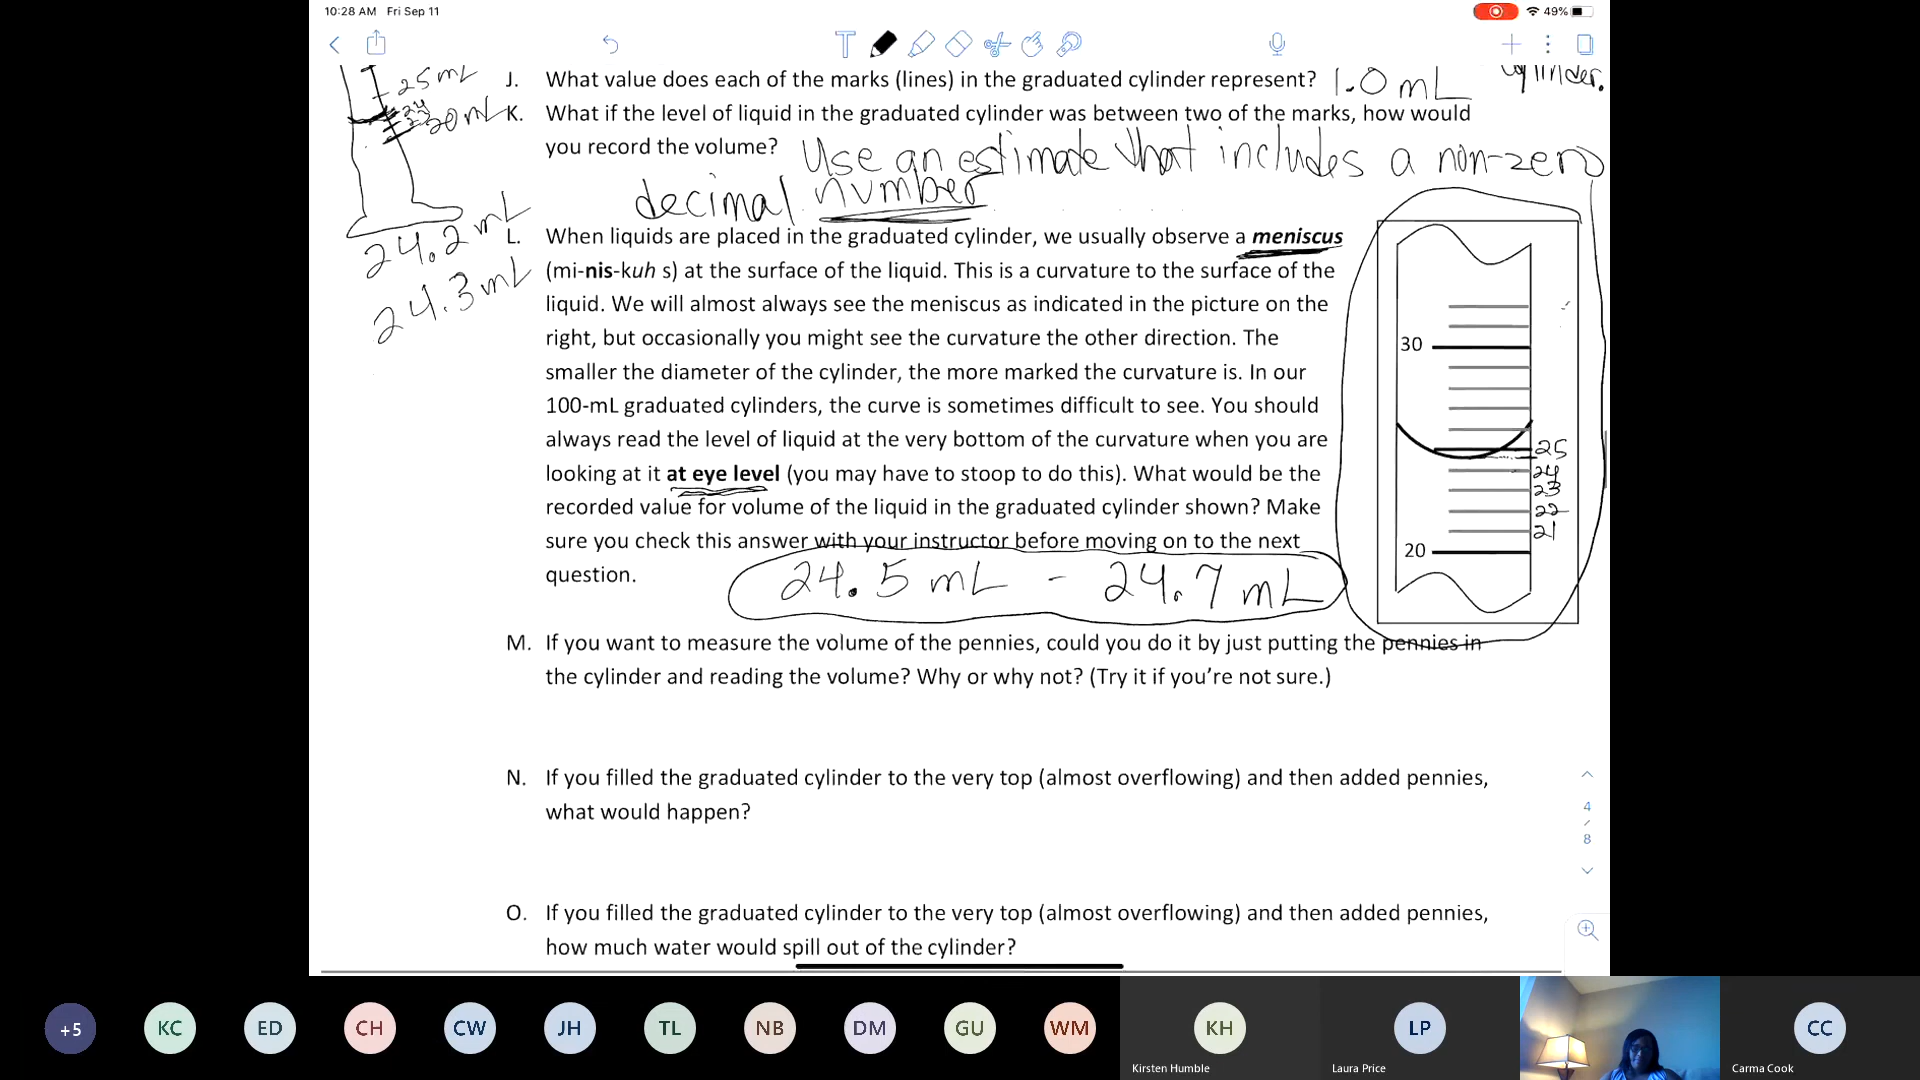 10:28 AM Fri Sep 11
49%
T
25 mL
J. What value does each of the marks (lines) in the graduated cylinder represent? 1.0 mL
cylinder.
24
23
20 mL
K. What if the level of liquid in the graduated cylinder was between two of the marks, how would
you record the volume? Use an estimate that includes a non-zero
decimal number
24.2 mL
24.3 mL
L. When liquids are placed in the graduated cylinder, we usually observe a meniscus
(mi-nis-kuh s) at the surface of the liquid. This is a curvature to the surface of the
liquid. We will almost always see the meniscus as indicated in the picture on the
right, but occasionally you might see the curvature the other direction. The
smaller the diameter of the cylinder, the more marked the curvature is. In our
100-mL graduated cylinders, the curve is sometimes difficult to see. You should
always read the level of liquid at the very bottom of the curvature when you are
looking at it at eye level (you may have to stoop to do this). What would be the
recorded value for volume of the liquid in the graduated cylinder shown? Make
sure you check this answer with your instructor before moving on to the next
question. 24.5 mL - 24.7 mL
30
25
24
23
22
21
20
M. If you want to measure the volume of the pennies, could you do it by just putting the pennies in
the cylinder and reading the volume? Why or why not? (Try it if you’re not sure.)
N. If you filled the graduated cylinder to the very top (almost overflowing) and then added pennies,
what would happen?
4
/
8
O. If you filled the graduated cylinder to the very top (almost overflowing) and then added pennies,
how much water would spill out of the cylinder?
+5 KC ED CH CW JH TL NB DM GU WM KH LP CC
Kirsten Humble Laura Price Carma Cook